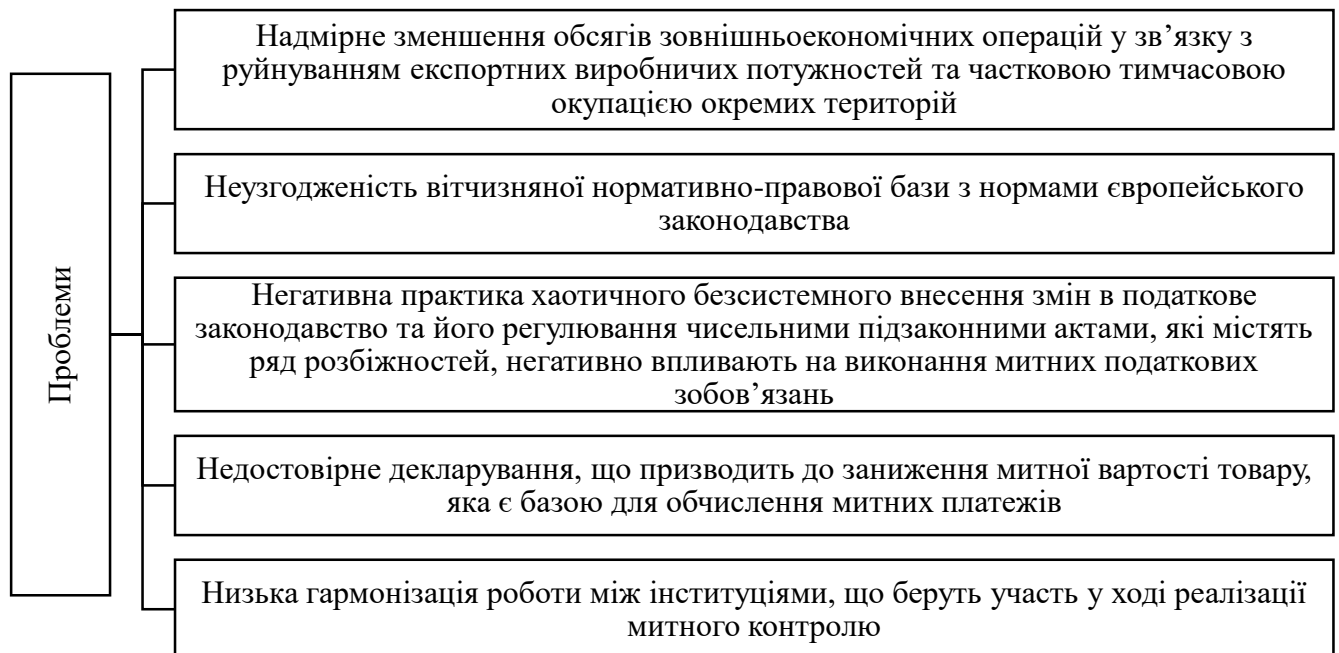 Проблеми
Надмірне зменшення обсягів зовнішньоекономічних операцій у зв’язку з
руйнуванням експортних виробничих потужностей та частковою тимчасовою
окупацією окремих територій
Неузгодженість вітчизняної нормативно-правової бази з нормами європейського
законодавства
Негативна практика хаотичного безсистемного внесення змін в податкове
законодавство та його регулювання чисельними підзаконними актами, які містять
ряд розбіжностей, негативно впливають на виконання митних податкових
зобов’язань
Недостовірне декларування, що призводить до заниження митної вартості товару,
яка є базою для обчислення митних платежів
Низька гармонізація роботи між інституціями, що беруть участь у ході реалізації
митного контролю